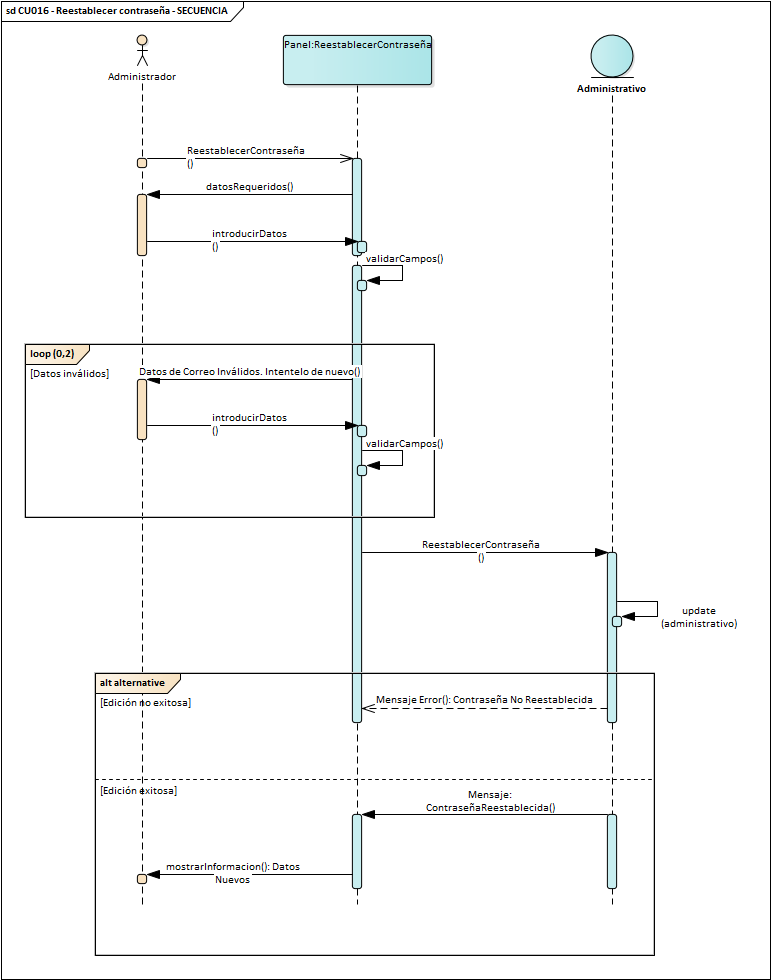 sd CU016 - Reestablecer contraseña - SECUENCIA
Administrador
Panel:ReestablecerContraseña
Administrativo
ReestablecerContraseña
()
datosRequeridos()
introducirDatos
()
validarCampos()
loop (0,2)
[Datos inválidos]
Datos de Correo Inválidos. Intentelo de nuevo()
introducirDatos
()
validarCampos()
ReestablecerContraseña
()
update
(administrativo)
alt alternative
[Edición no exitosa]
Mensaje Error(): Contraseña No Reestablecida
[Edición exitosa]
Mensaje:
ContraseñaReestablecida()
mostrarInformacion(): Datos
Nuevos